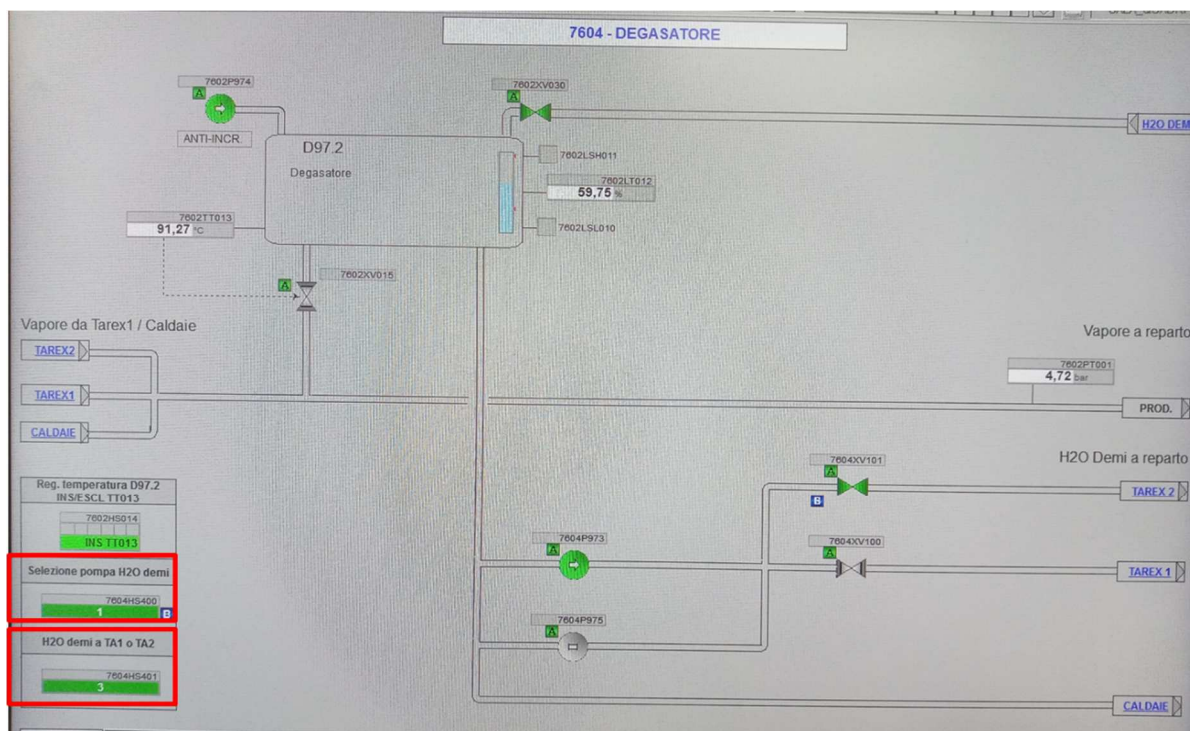 7604 - DEGASATORE
7602P974
A
ANTI-INCR.
7602XV030
A
H2O DEM
D97.2
Degasatore
7602LSH011
7602LT012
59,75 %
7602LSL010
7602TT013
91,27 °C
7602XV015
A
Vapore da Tarex1 / Caldaie
TAREX2
TAREX1
CALDAIE
Vapore a reparto
7602PT001
4,72 bar
PROD.
H2O Demi a reparto
7604XV101
A
B
TAREX 2
7604P973
A
7604XV100
A
TAREX 1
7604P975
A
CALDAIE
Reg. temperatura D97.2
INS/ESCL TT013
7602HS014
INS TT013
Selezione pompa H2O demi
7604HS400
1 B
H2O demi a TA1 o TA2
7604HS401
3